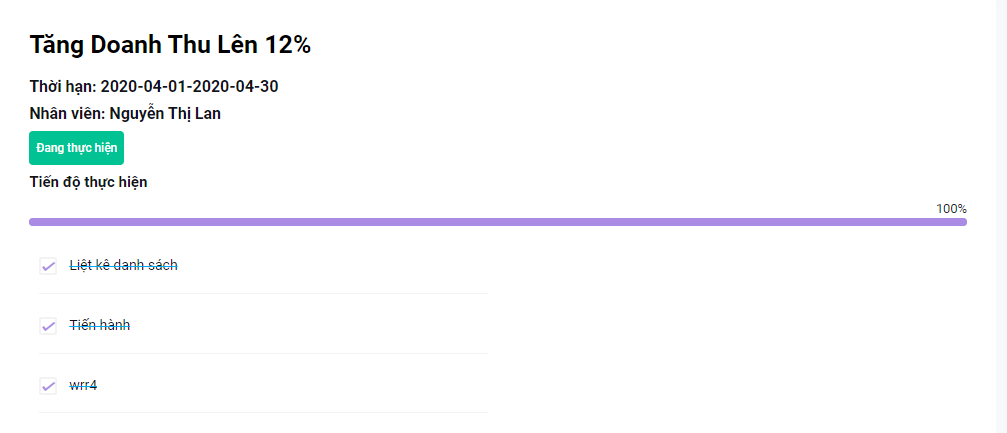 Tăng Doanh Thu Lên 12%
Thời hạn: 2020-04-01-2020-04-30
Nhân viên: Nguyễn Thị Lan
Đang thực hiện
Tiến độ thực hiện
100%
Liệt kê danh sách
Tiến hành
wrr4